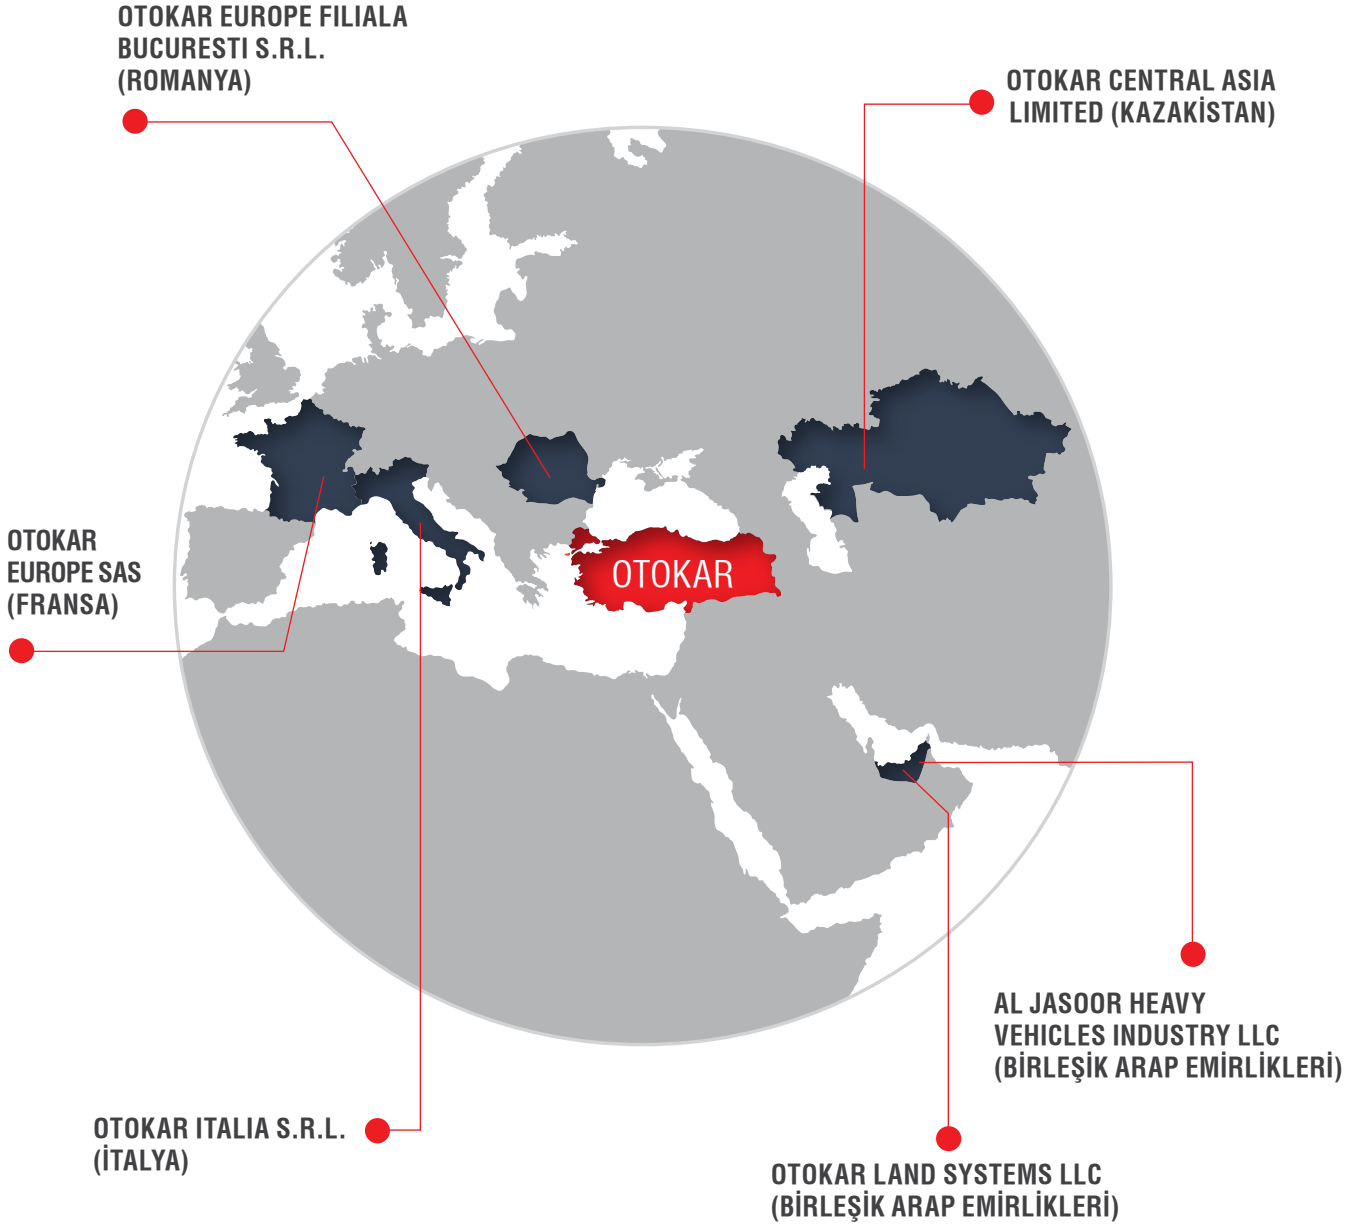 OTOKAR EUROPE FILIALA
BUCURESTI S.R.L.
(ROMANYA)
OTOKAR CENTRAL ASIA
LIMITED (KAZAKİSTAN)
OTOKAR
EUROPE SAS
(FRANSA)
OTOKAR
AL JASOOR HEAVY
VEHICLES INDUSTRY LLC
(BİRLEŞİK ARAP EMİRLİKLERİ)
OTOKAR ITALIA S.R.L.
(İTALYA)
OTOKAR LAND SYSTEMS LLC
(BİRLEŞİK ARAP EMİRLİKLERİ)